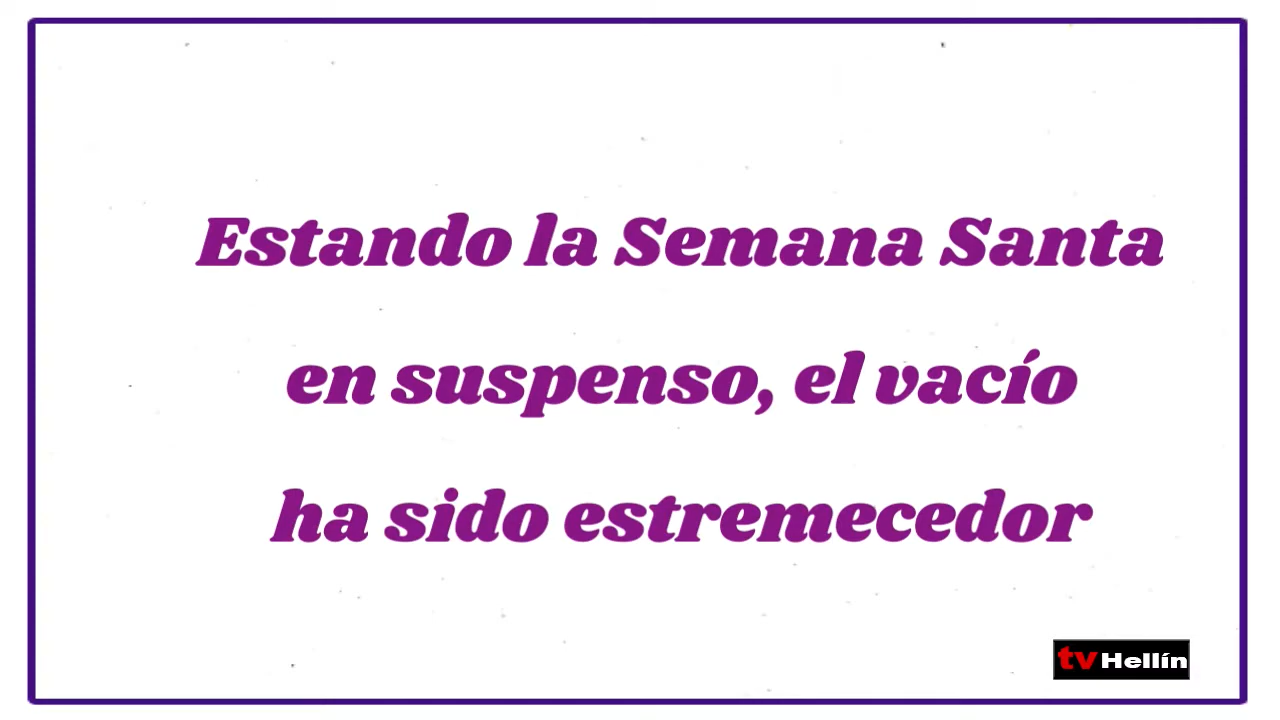 Estando la Semana Santa
en suspenso, el vacío
ha sido estremecedor
tv Hellín